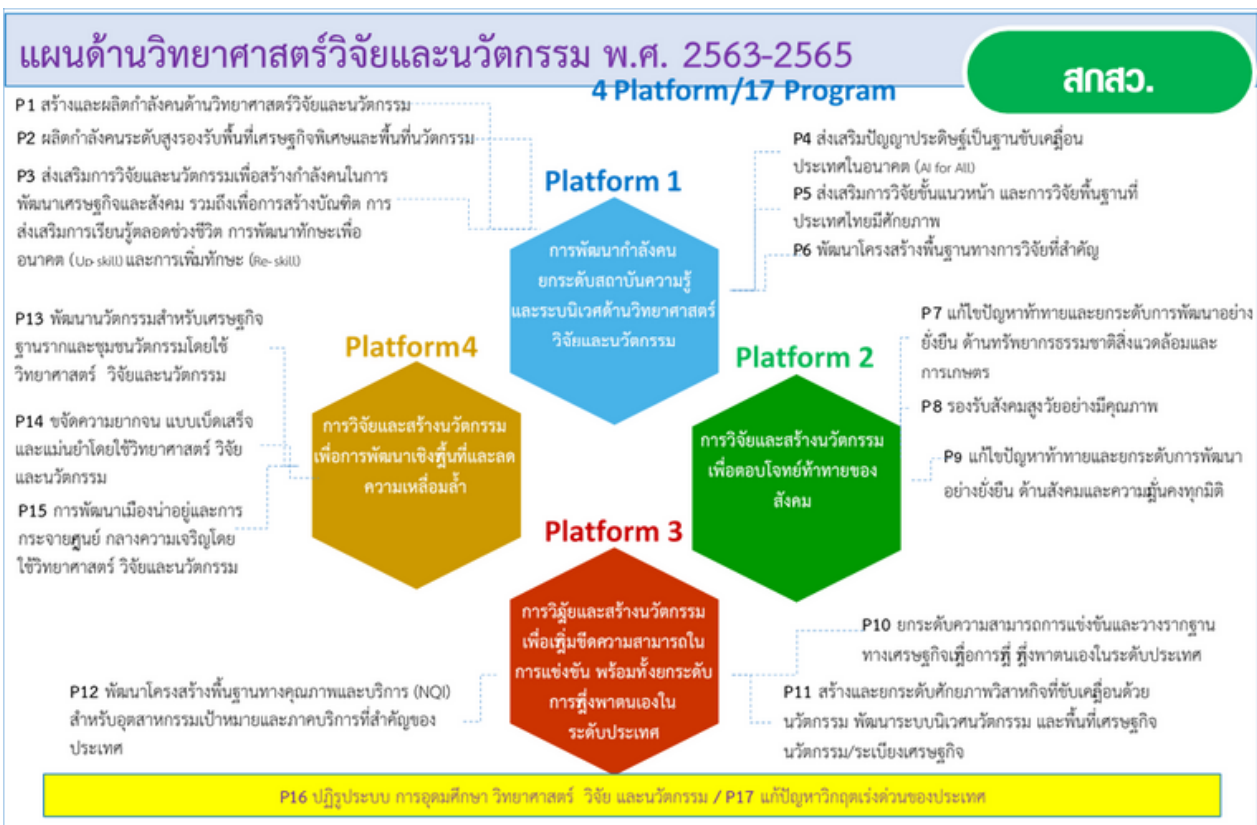 แผนด้านวิทยาศาสตร์วิจัยและนวัตกรรม พ.ศ. 2563-2565
สกสว.
4 Platform/17 Program
P1 สร้างและผลิตกำลังคนด้านวิทยาศาสตร์วิจัยและนวัตกรรม
P2 ผลิตกำลังคนระดับสูงรองรับพื้นที่เศรษฐกิจพิเศษและพื้นที่นวัตกรรม
P3 ส่งเสริมการวิจัยและนวัตกรรมเพื่อสร้างกำลังคนในการ
พัฒนาเศรษฐกิจและสังคม รวมถึงเพื่อการสร้างบัณฑิต การ
ส่งเสริมการเรียนรู้ตลอดช่วงชีวิต การพัฒนาทักษะเพื่อ
อนาคต (Up- skill) และการเพิ่มทักษะ (Re- skill)
Platform 1
การพัฒนากำลังคน
ยกระดับสถาบันความรู้
และระบบนิเวศด้านวิทยาศาสตร์
วิจัยและนวัตกรรม
P4 ส่งเสริมปัญญาประดิษฐ์เป็นฐานขับเคลื่อน
ประเทศในอนาคต (AI for All)
P5 ส่งเสริมการวิจัยขั้นแนวหน้า และการวิจัยพื้นฐานที่
ประเทศไทยมีศักยภาพ
P6 พัฒนาโครงสร้างพื้นฐานทางการวิจัยที่สำคัญ
P13 พัฒนานวัตกรรมสำหรับเศรษฐกิจ
ฐานรากและชุมชนวัตกรรมโดยใช้
วิทยาศาสตร์ วิจัยและนวัตกรรม
P14 ขจัดความยากจน แบบเบ็ดเสร็จ
และแม่นยำโดยใช้วิทยาศาสตร์ วิจัย
และนวัตกรรม
P15 การพัฒนาเมืองน่าอยู่และการ
กระจายศูนย์ กลางความเจริญโดย
ใช้วิทยาศาสตร์ วิจัยและนวัตกรรม
Platform4
การวิจัยและสร้างนวัตกรรม
เพื่อการพัฒนาเชิงพื้นที่และลด
ความเหลื่อมล้ำ
Platform 2
การวิจัยและสร้างนวัตกรรม
เพื่อตอบโจทย์ท้าทายของ
สังคม
P7 แก้ไขปัญหาท้าทายและยกระดับการพัฒนาอย่าง
ยั่งยืน ด้านทรัพยากรธรรมชาติสิ่งแวดล้อมและ
การเกษตร
P8 รองรับสังคมสูงวัยอย่างมีคุณภาพ
P9 แก้ไขปัญหาท้าทายและยกระดับการพัฒนา
อย่างยั่งยืน ด้านสังคมและความมั่นคงทุกมิติ
Platform 3
การวิจัยและสร้างนวัตกรรม
เพื่อเพิ่มขีดความสามารถใน
การแข่งขัน พร้อมทั้งยกระดับ
การพึ่งพาตนเองใน
ระดับประเทศ
P10 ยกระดับความสามารถการแข่งขันและวางรากฐาน
ทางเศรษฐกิจเพื่อการที่ พึ่งพาตนเองในระดับประเทศ
P11 สร้างและยกระดับศักยภาพวิสาหกิจที่ขับเคลื่อนด้วย
นวัตกรรม พัฒนาระบบนิเวศนวัตกรรม และพื้นที่เศรษฐกิจ
นวัตกรรม/ระเบียงเศรษฐกิจ
P12 พัฒนาโครงสร้างพื้นฐานทางคุณภาพและบริการ (NQI)
สำหรับอุตสาหกรรมเป้าหมายและภาคบริการที่สำคัญของ
ประเทศ
P16 ปฏิรูประบบ การอุดมศึกษา วิทยาศาสตร์ วิจัย และนวัตกรรม / P17 แก้ปัญหาวิกฤตเร่งด่วนของประเทศ